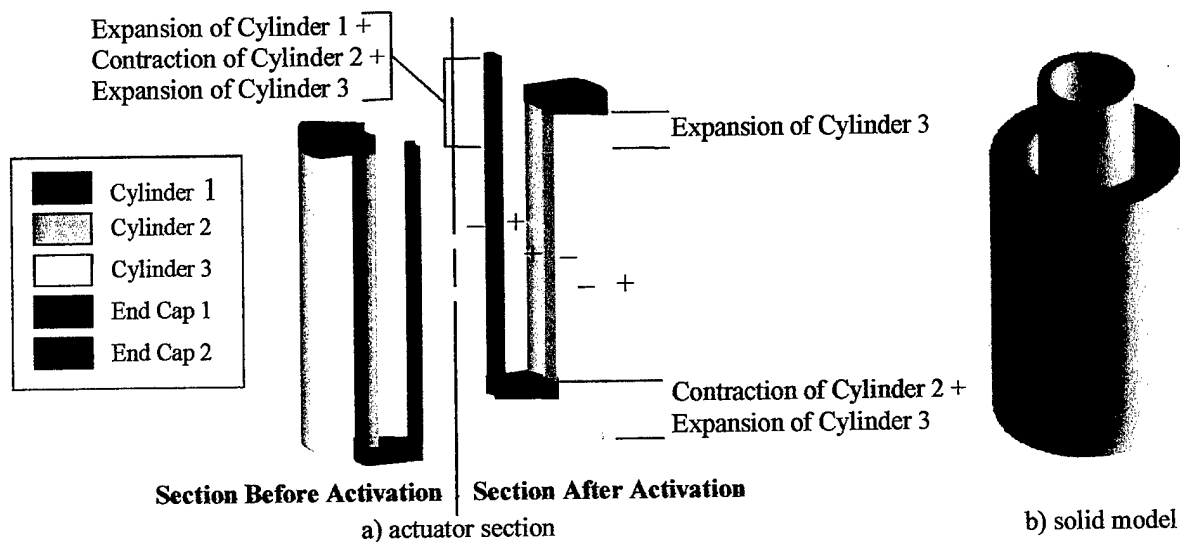 Expansion of Cylinder 1 +
Contraction of Cylinder 2 +
Expansion of Cylinder 3
Expansion of Cylinder 3
Cylinder 1
Cylinder 2
Cylinder 3
End Cap 1
End Cap 2
− + + − − +
Contraction of Cylinder 2 +
Expansion of Cylinder 3
Section Before Activation
Section After Activation
a) actuator section
b) solid model